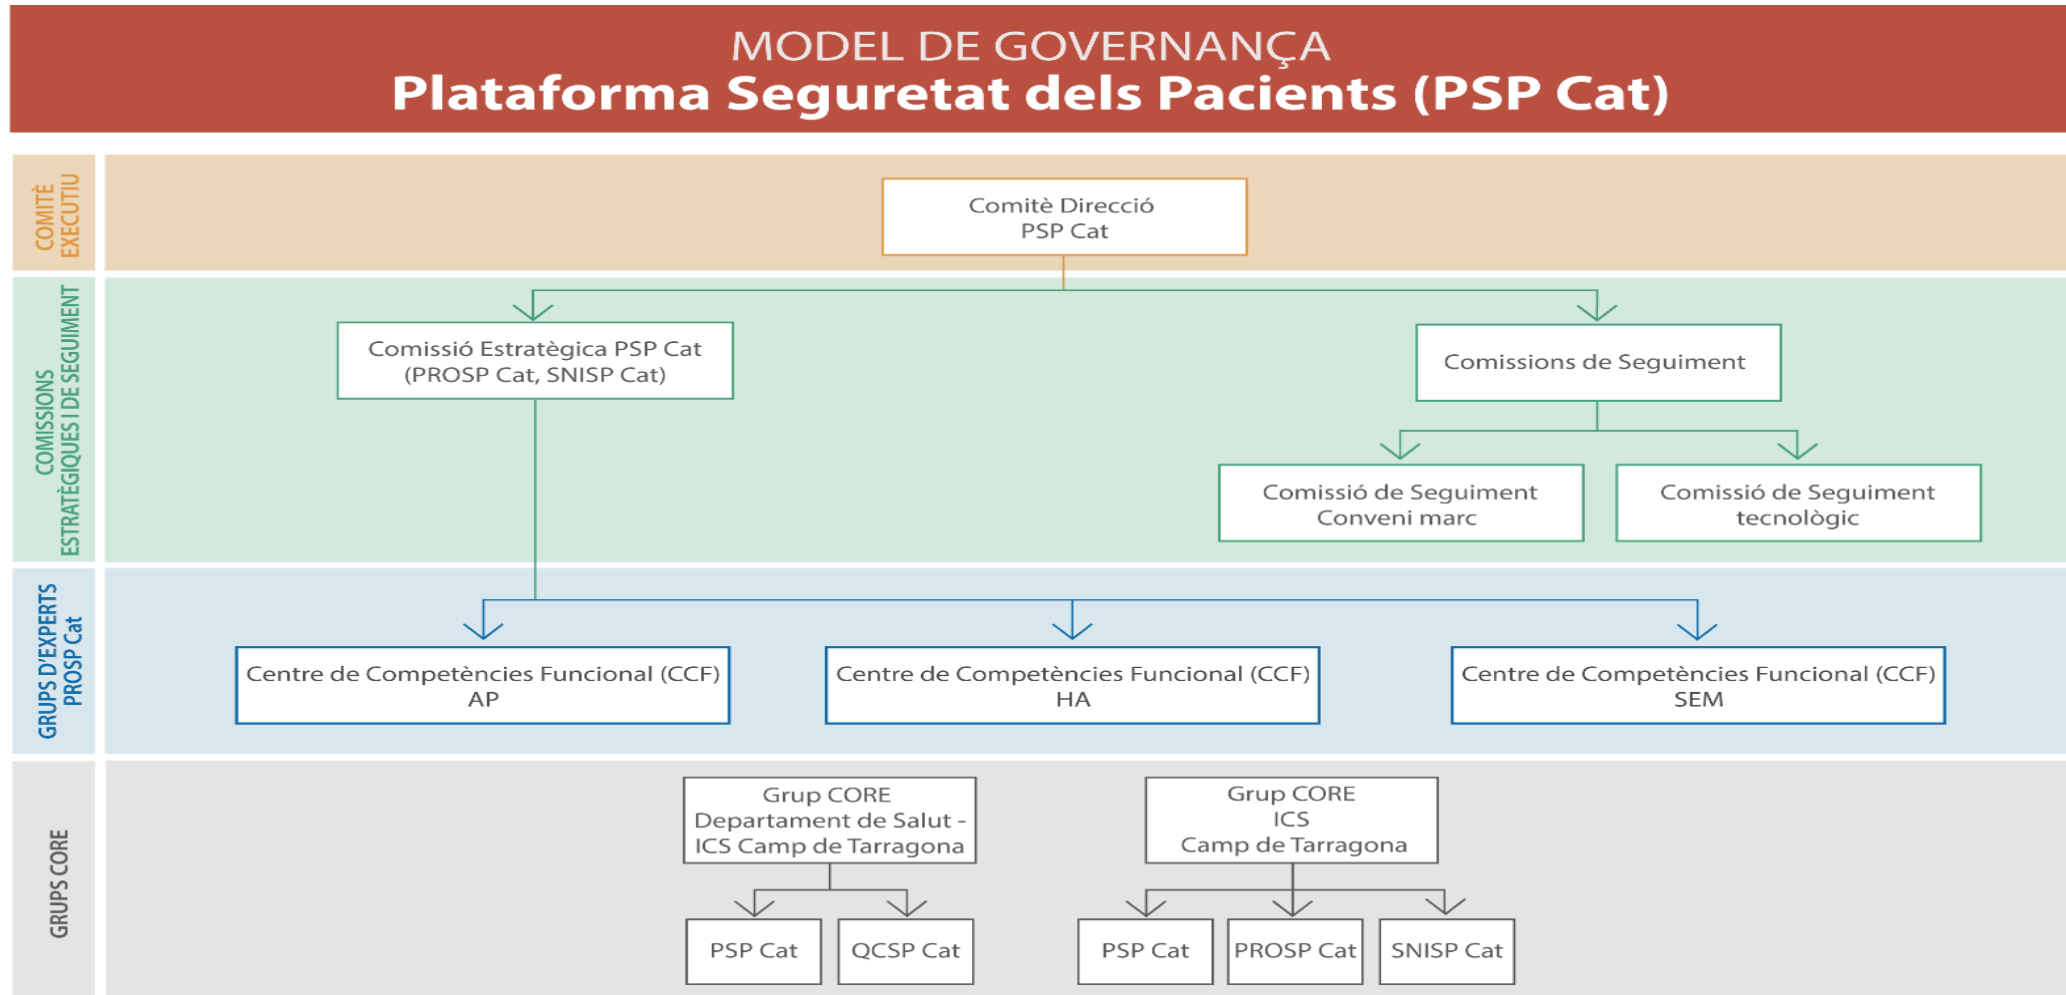 MODEL DE GOVERNANÇA
Plataforma Seguretat dels Pacients (PSP Cat)
COMITÈ
EXECUTIU
Comitè Direcció
PSP Cat
COMISSIONS
ESTRATÈGIQUES I DE SEGUIMENT
Comissió Estratègica PSP Cat
(PROSP Cat, SNISP Cat)
Comissions de Seguiment
Comissió de Seguiment
Conveni marc
Comissió de Seguiment
tecnològic
GRUPS D'EXPERTS
PROSP Cat
Centre de Competències Funcional (CCF)
AP
Centre de Competències Funcional (CCF)
HA
Centre de Competències Funcional (CCF)
SEM
GRUPS CORE
Grup CORE
Departament de Salut -
ICS Camp de Tarragona
Grup CORE
ICS
Camp de Tarragona
PSP Cat
QCSP Cat
PSP Cat
PROSP Cat
SNISP Cat